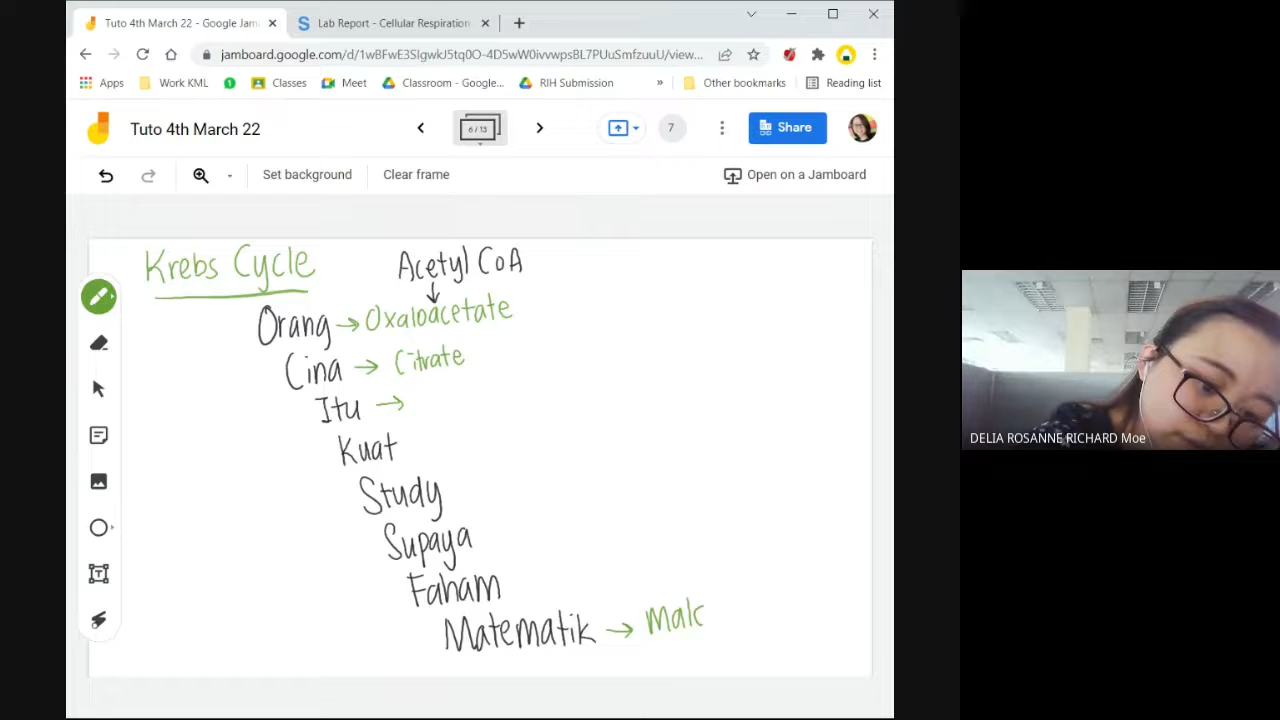 Tuto 4th March 22 - Google Jam
Lab Report - Cellular Respiration
jamboard.google.com/d/1wBFwE3SIgwkJ5tq0O-4D5wW0ivvwpsBL7PUuSmfzuuU/view...
Apps Work KML Classes Meet Classroom - Google... RIH Submission » Other bookmarks Reading list
Tuto 4th March 22 6 / 13 7 Share
Set background Clear frame Open on a Jamboard
Krebs Cycle Acetyl CoA
Orang → Oxaloacetate
Cina → Citrate
Itu →
Kuat
Study
Supaya
Faham
Matematik → Malc
DELIA ROSANNE RICHARD Moe